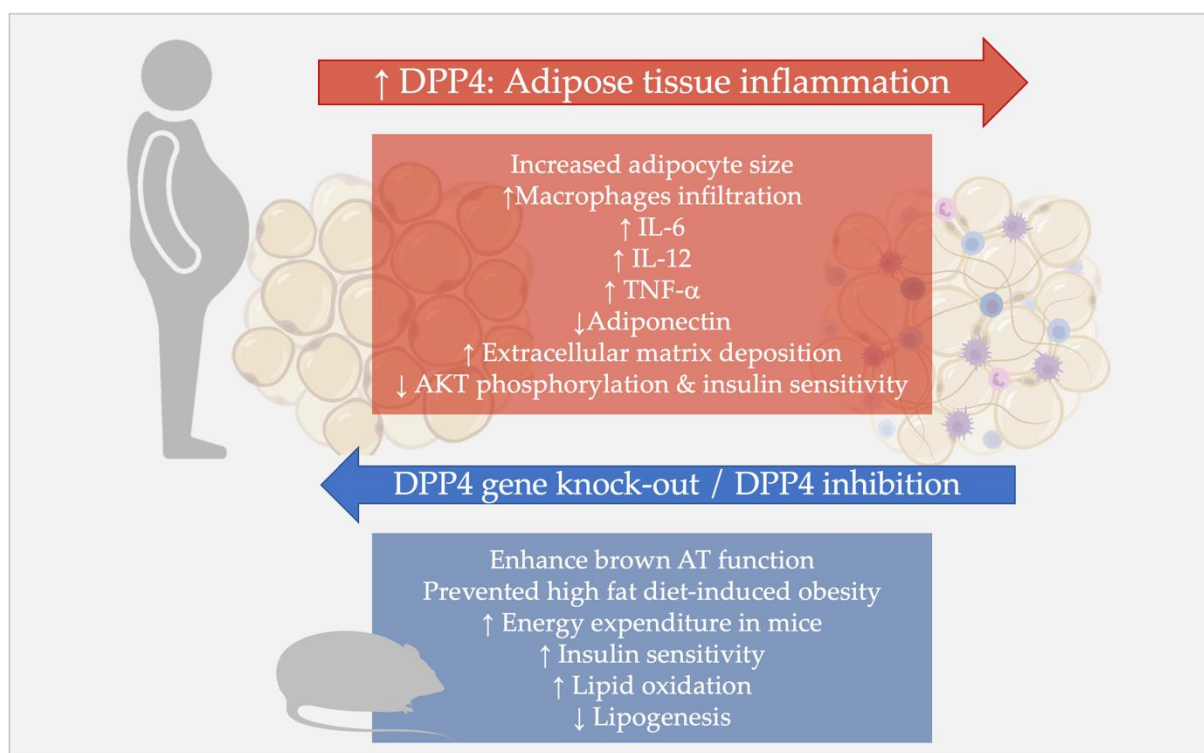 ↑ DPP4: Adipose tissue inflammation
Increased adipocyte size
↑Macrophages infiltration
↑ IL-6
↑ IL-12
↑ TNF-α
↓Adiponectin
↑ Extracellular matrix deposition
↓ AKT phosphorylation & insulin sensitivity
DPP4 gene knock-out / DPP4 inhibition
Enhance brown AT function
Prevented high fat diet-induced obesity
↑ Energy expenditure in mice
↑ Insulin sensitivity
↑ Lipid oxidation
↓ Lipogenesis